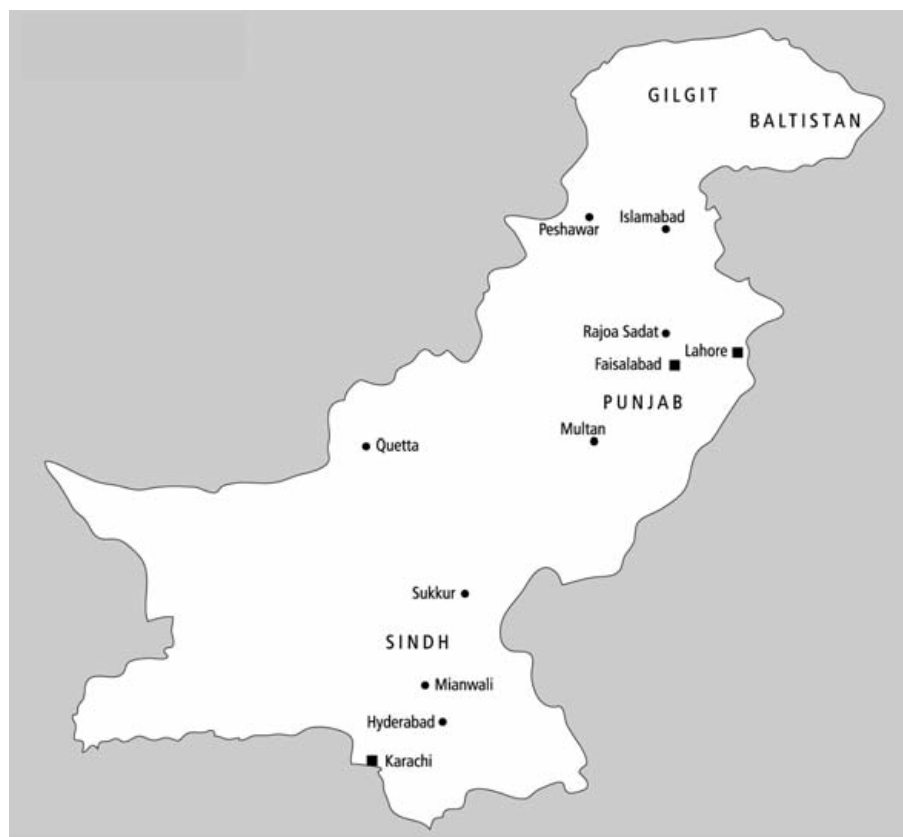 GILGIT
BALTISTAN
Peshawar
Islamabad
Rajoa Sadat
Lahore
Faisalabad
PUNJAB
Multan
Quetta
Sukkur
SINDH
Mianwali
Hyderabad
Karachi